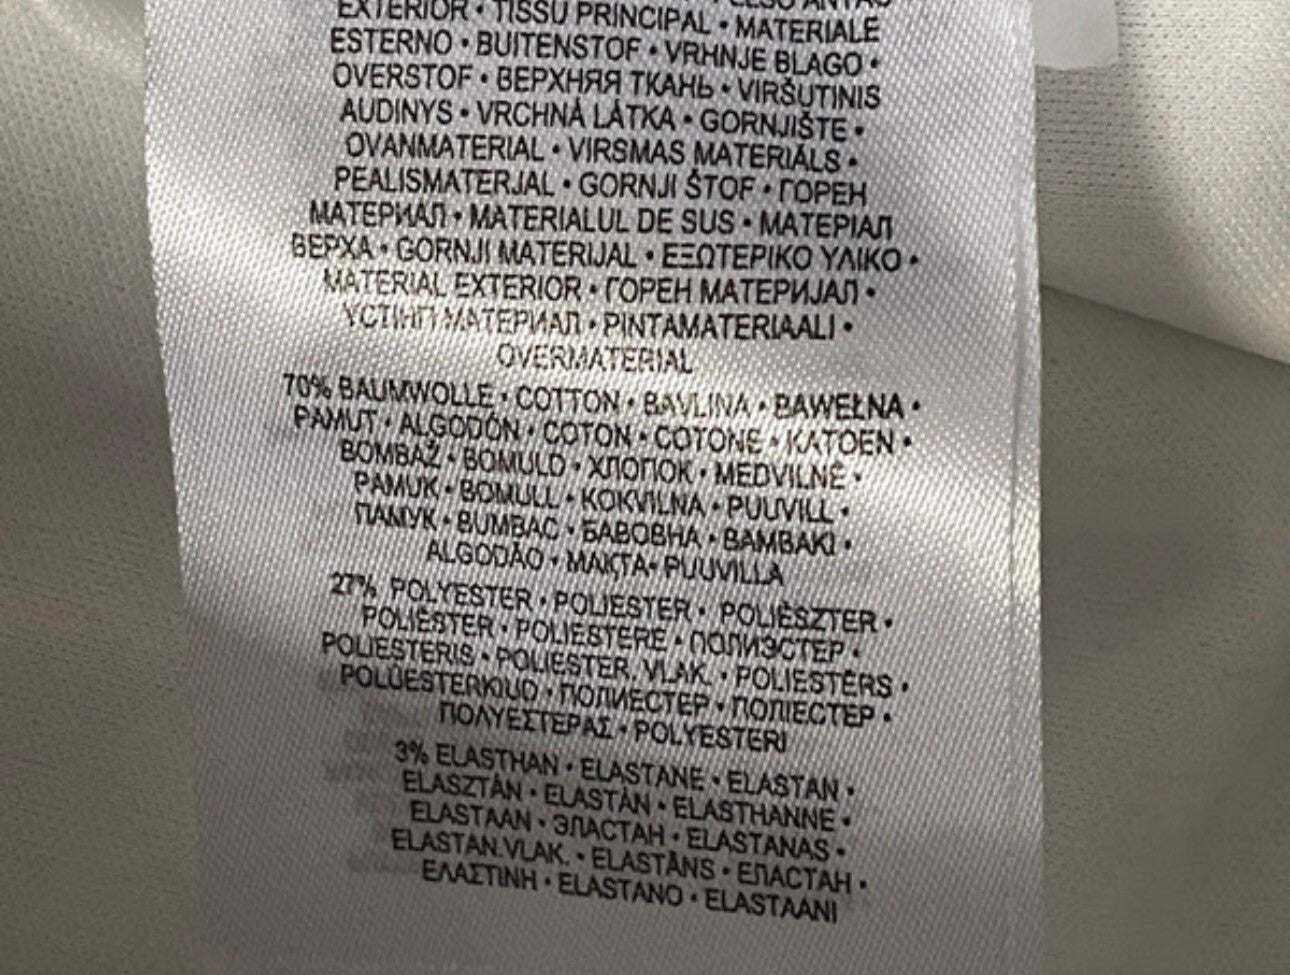 EXTERIOR • TISSU PRINCIPAL • MATERIALE
ESTERNO • BUITENSTOF • VRHNJE BLAGO •
OVERSTOF • ВЕРХНЯЯ ТКАНЬ • VIRŠUTINIS
AUDINYS • VRCHNÁ LÁTKA • GORNJIŠTE •
OVANMATERIAL • VIRSMAS MATERIĀLS •
PEALISMATERJAL • GORNJI ŠTOF • ГОРЕН
МАТЕРИАЛ • MATERIALUL DE SUS • МАТЕРІАЛ
ВЕРХА • GORNJI MATERIJAL • ΕΞΩΤΕΡΙΚΟ ΥΛΙΚΟ •
MATERIAL EXTERIOR • ГОРЕН МАТЕРИЈАЛ •
ҮСТІНГІ МАТЕРИАЛ • PINTAMATERIAALI •
OVERMATERIAL
70% BAUMWOLLE • COTTON • BAVLNA • BAWEŁNA •
PAMUT • ALGODÓN • COTON • COTONE • KATOEN •
BOMBAŽ • BOMULD • ХЛОПОК • MEDVILNĖ •
PAMUK • BOMULL • KOKVILNA • PUUVILL •
ПАМУК • BUMBAC • БАВОВНА • BAMBAKI •
ALGODÃO • МАҚТА• PUUVILLA
27% POLYESTER • POLIESTER • POLIÉSZTER •
POLIÉSTER • POLIESTERE • ПОЛИЭСТЕР •
POLIESTERIS • POLIESTER. VLAK. • POLIESTERS •
POLÜESTERKIUD • ПОЛИЕСТЕР • ПОЛІЕСТЕР •
ΠΟΛΥΕΣΤΕΡΑΣ • POLYESTERI
3% ELASTHAN • ELASTANE • ELASTAN •
ELASZTÁN • ELASTÁN • ELASTHANNE •
ELASTAAN • ЭЛАСТАН • ELASTANAS •
ELASTAN.VLAK. • ELASTĀNS • ЕЛАСТАН •
ΕΛΑΣΤΙΝΗ • ELASTANO • ELASTAANI